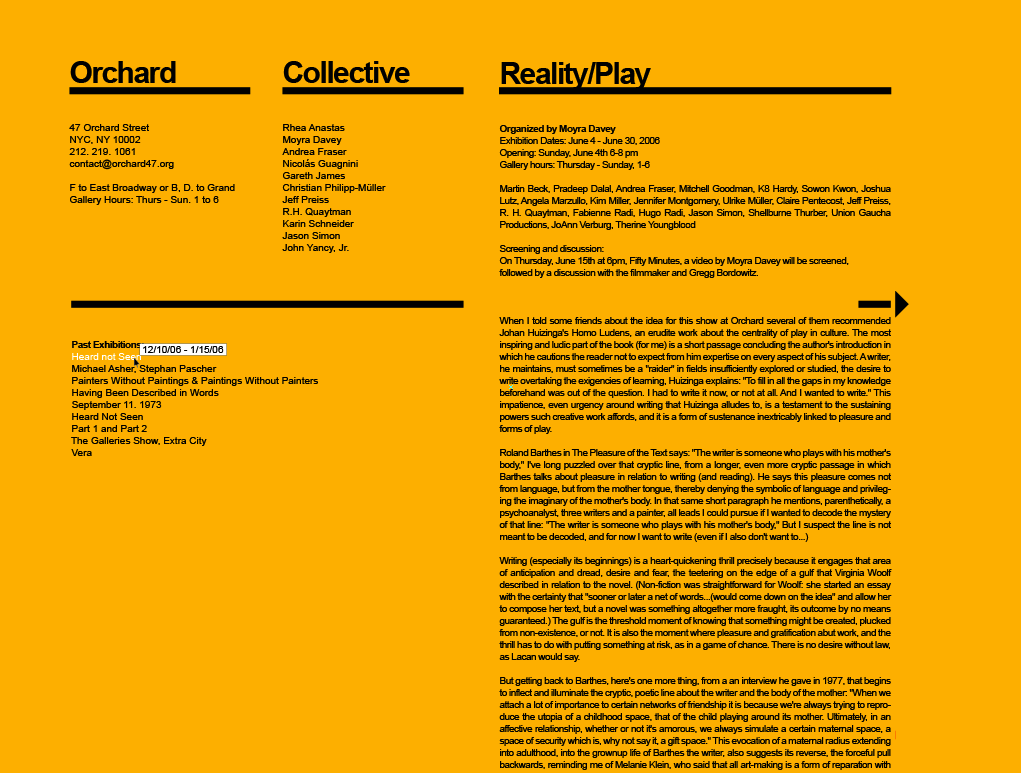 Orchard
47 Orchard Street
NYC, NY 10002
212. 219. 1061
contact@orchard47.org
F to East Broadway or B, D. to Grand
Gallery Hours: Thurs - Sun. 1 to 6
Collective
Rhea Anastas
Moyra Davey
Andrea Fraser
Nicolás Guagnini
Gareth James
Christian Philipp-Müller
Jeff Preiss
R.H. Quaytman
Karin Schneider
Jason Simon
John Yancy, Jr.
Past Exhibitions
12/10/06 - 1/15/06
Heard not Seen
Michael Asher, Stephan Pascher
Painters Without Paintings & Paintings Without Painters
Having Been Described in Words
September 11. 1973
Heard Not Seen
Part 1 and Part 2
The Galleries Show, Extra City
Vera
Reality/Play
Organized by Moyra Davey
Exhibition Dates: June 4 - June 30, 2006
Opening: Sunday, June 4th 6-8 pm
Gallery hours: Thursday - Sunday, 1-6
Martin Beck, Pradeep Dalal, Andrea Fraser, Mitchell Goodman, K8 Hardy, Sowon Kwon, Joshua
Lutz, Angela Marzullo, Kim Miller, Jennifer Montgomery, Ulrike Müller, Claire Pentecost, Jeff Preiss,
R. H. Quaytman, Fabienne Radi, Hugo Radi, Jason Simon, Shellburne Thurber, Union Gaucha
Productions, JoAnn Verburg, Therine Youngblood
Screening and discussion:
On Thursday, June 15th at 6pm, Fifty Minutes, a video by Moyra Davey will be screened,
followed by a discussion with the filmmaker and Gregg Bordowitz.
When I told some friends about the idea for this show at Orchard several of them recommended
Johan Huizinga's Homo Ludens, an erudite work about the centrality of play in culture. The most
inspiring and ludic part of the book (for me) is a short passage concluding the author's introduction in
which he cautions the reader not to expect from him expertise on every aspect of his subject. A writer,
he maintains, must sometimes be a "raider" in fields insufficiently explored or studied, the desire to
write overtaking the exigencies of learning, Huizinga explains: "To fill in all the gaps in my knowledge
beforehand was out of the question. I had to write it now, or not at all. And I wanted to write." This
impatience, even urgency around writing that Huizinga alludes to, is a testament to the sustaining
powers such creative work affords, and it is a form of sustenance inextricably linked to pleasure and
forms of play.
Roland Barthes in The Pleasure of the Text says: "The writer is someone who plays with his mother's
body," I've long puzzled over that cryptic line, from a longer, even more cryptic passage in which
Barthes talks about pleasure in relation to writing (and reading). He says this pleasure comes not
from language, but from the mother tongue, thereby denying the symbolic of language and privileg-
ing the imaginary of the mother's body. In that same short paragraph he mentions, parenthetically, a
psychoanalyst, three writers and a painter, all leads I could pursue if I wanted to decode the mystery
of that line: "The writer is someone who plays with his mother's body," But I suspect the line is not
meant to be decoded, and for now I want to write (even if I also don't want to...)
Writing (especially its beginnings) is a heart-quickening thrill precisely because it engages that area
of anticipation and dread, desire and fear, the teetering on the edge of a gulf that Virginia Woolf
described in relation to the novel. (Non-fiction was straightforward for Woolf: she started an essay
with the certainty that "sooner or later a net of words...(would come down on the idea" and allow her
to compose her text, but a novel was something altogether more fraught, its outcome by no means
guaranteed.) The gulf is the threshold moment of knowing that something might be created, plucked
from non-existence, or not. It is also the moment where pleasure and gratification abut work, and the
thrill has to do with putting something at risk, as in a game of chance. There is no desire without law,
as Lacan would say.
But getting back to Barthes, here's one more thing, from a an interview he gave in 1977, that begins
to inflect and illuminate the cryptic, poetic line about the writer and the body of the mother: "When we
attach a lot of importance to certain networks of friendship it is because we're always trying to repro-
duce the utopia of a childhood space, that of the child playing around its mother. Ultimately, in an
affective relationship, whether or not it's amorous, we always simulate a certain maternal space, a
space of security which is, why not say it, a gift space." This evocation of a maternal radius extending
into adulthood, into the grownup life of Barthes the writer, also suggests its reverse, the forceful pull
backwards, reminding me of Melanie Klein, who said that all art-making is a form of reparation with